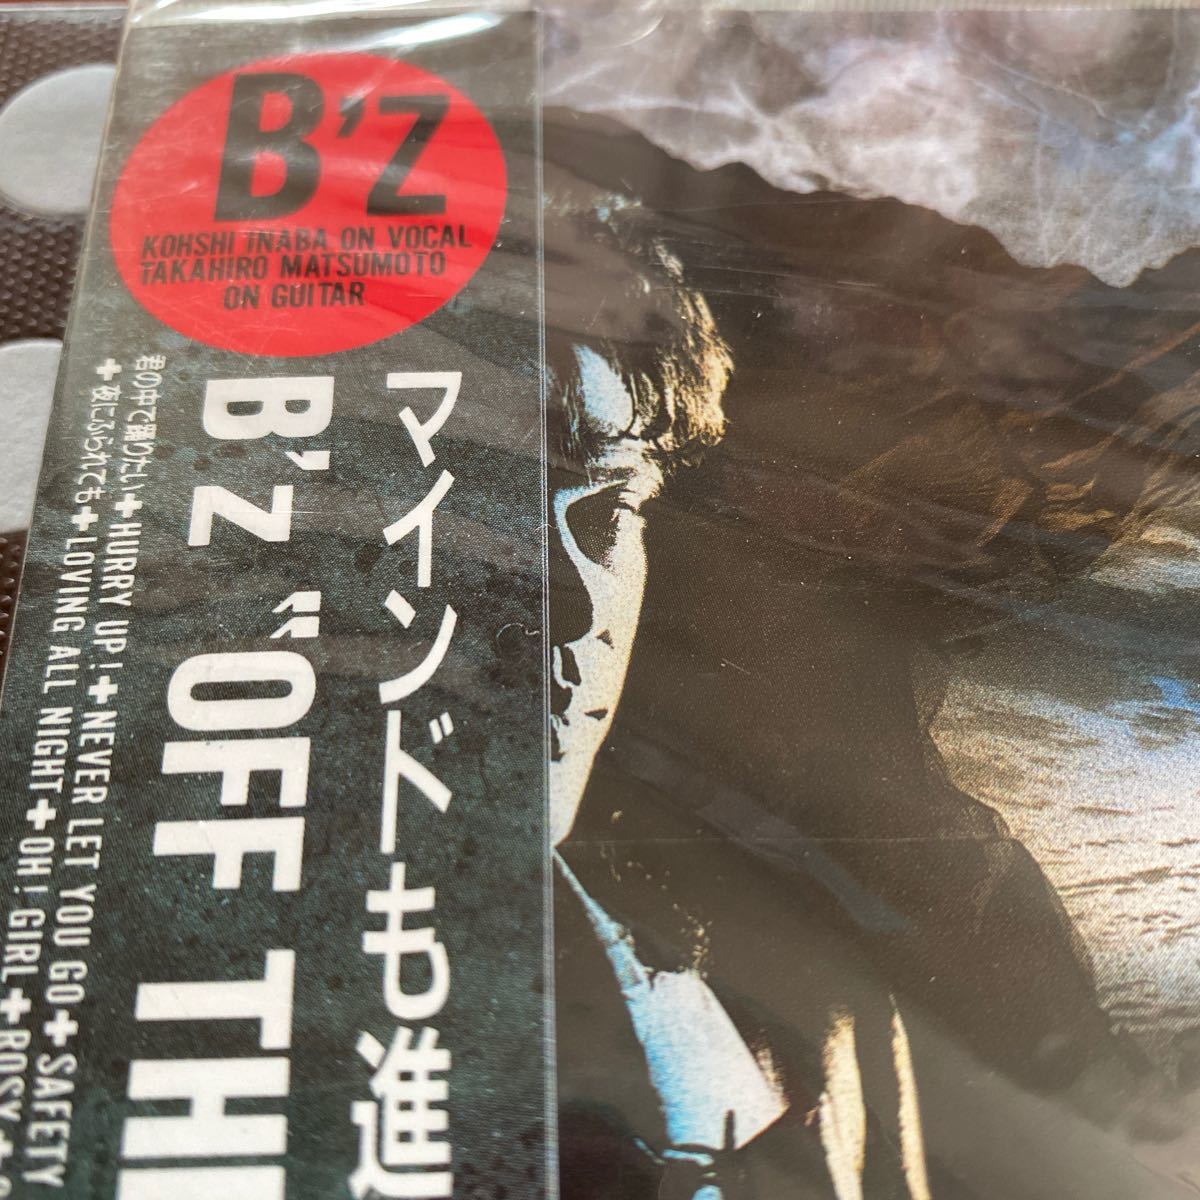 B'z
KOHSHI INABA ON VOCAL
TAKAHIRO MATSUMOTO
ON GUITAR
マインドも進
B'z "OFF TH
君の中で踊りたい✚HURRY UP!✚NEVER LET YOU GO✚SAFETY
✚夜にふられても✚LOVING ALL NIGHT✚OH! GIRL✚ROSY